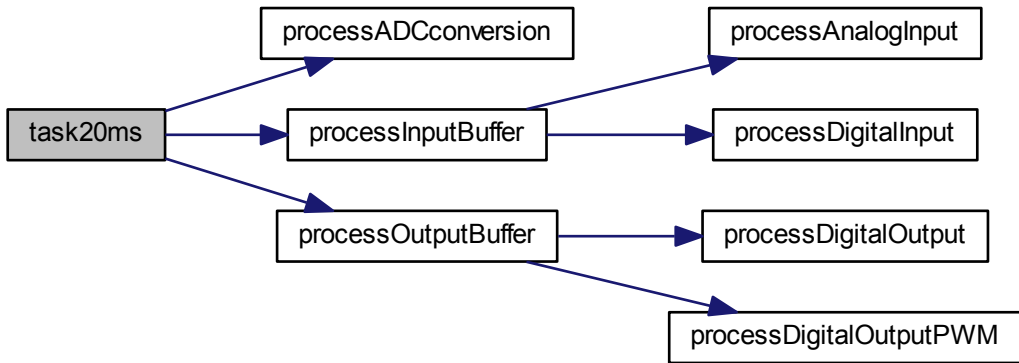 processADCconversion
processAnalogInput
task20ms
processInputBuffer
processDigitalInput
processOutputBuffer
processDigitalOutput
processDigitalOutputPWM